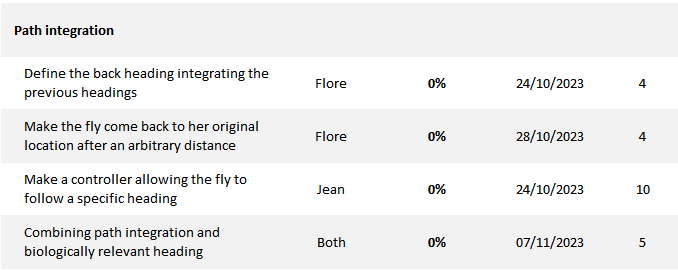 Path integration
Define the back heading integrating the
previous headings
Flore 0% 24/10/2023 4
Make the fly come back to her original
location after an arbitrary distance
Flore 0% 28/10/2023 4
Make a controller allowing the fly to
follow a specific heading
Jean 0% 24/10/2023 10
Combining path integration and
biologically relevant heading
Both 0% 07/11/2023 5